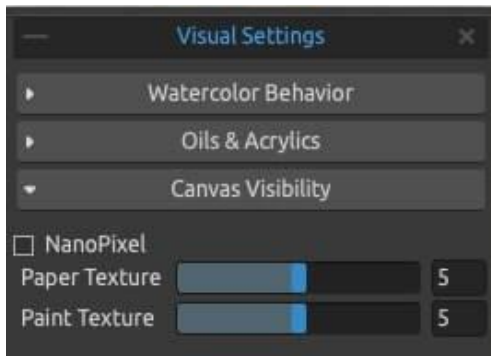 Visual Settings
Watercolor Behavior
Oils & Acrylics
Canvas Visibility
NanoPixel
Paper Texture 5
Paint Texture 5